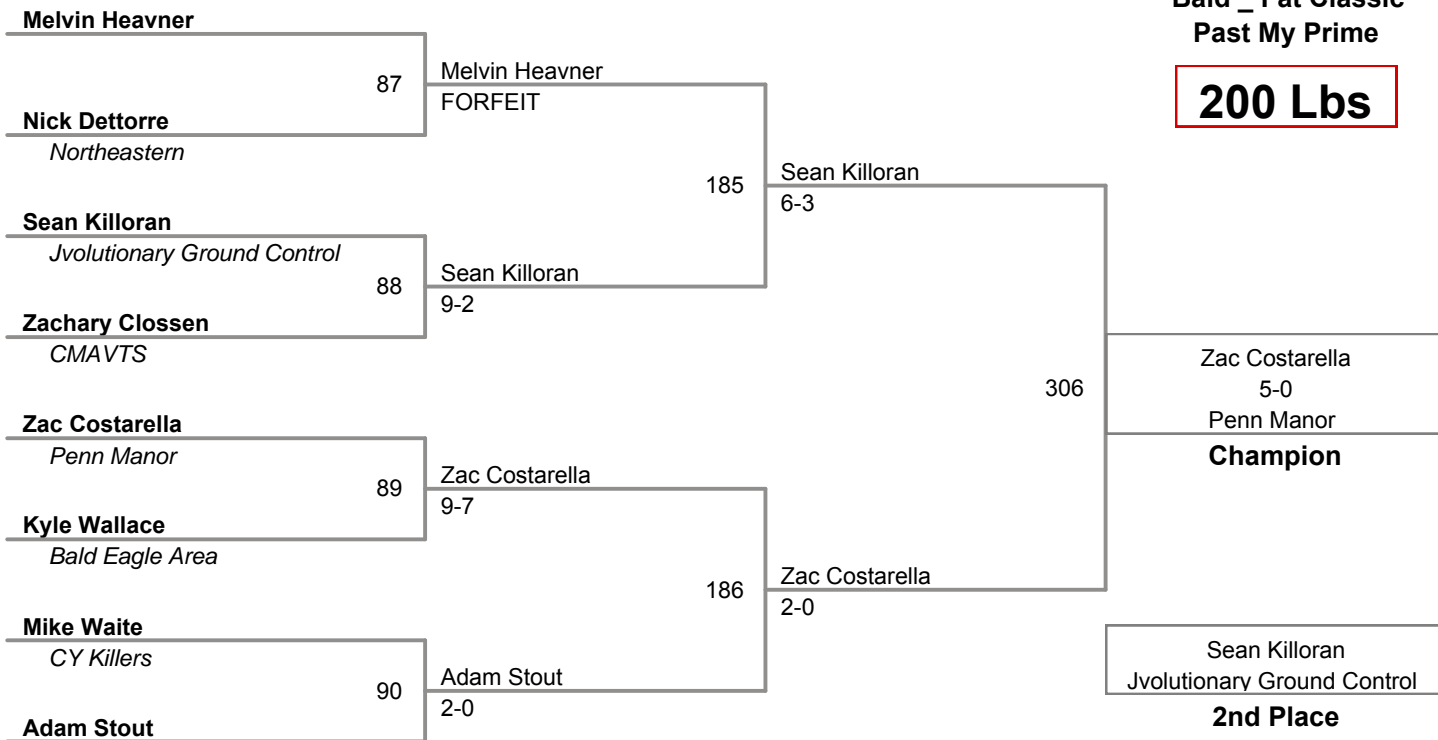 Past My Prime
200 Lbs
Melvin Heavner
87
Nick Dettorre
Northeastern
Melvin Heavner
FORFEIT
Sean Killoran
Jvolutionary Ground Control
88
Zachary Clossen
CMAVTS
Sean Killoran
9-2
185
Sean Killoran
6-3
Zac Costarella
Penn Manor
89
Kyle Wallace
Bald Eagle Area
Zac Costarella
9-7
Mike Waite
CY Killers
90
Adam Stout
Adam Stout
2-0
186
Zac Costarella
2-0
306
Zac Costarella
5-0
Penn Manor
Champion
Sean Killoran
Jvolutionary Ground Control
2nd Place